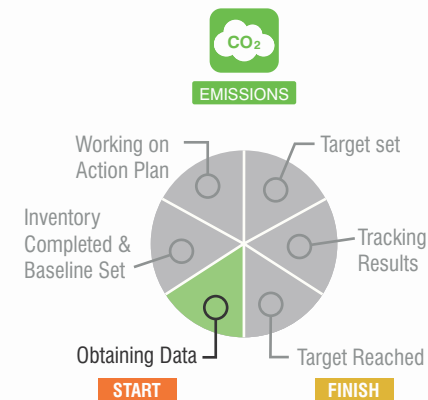 CO₂
EMISSIONS
Working on
Action Plan
Target set
Inventory
Completed &
Baseline Set
Tracking
Results
Obtaining Data
Target Reached
START
FINISH